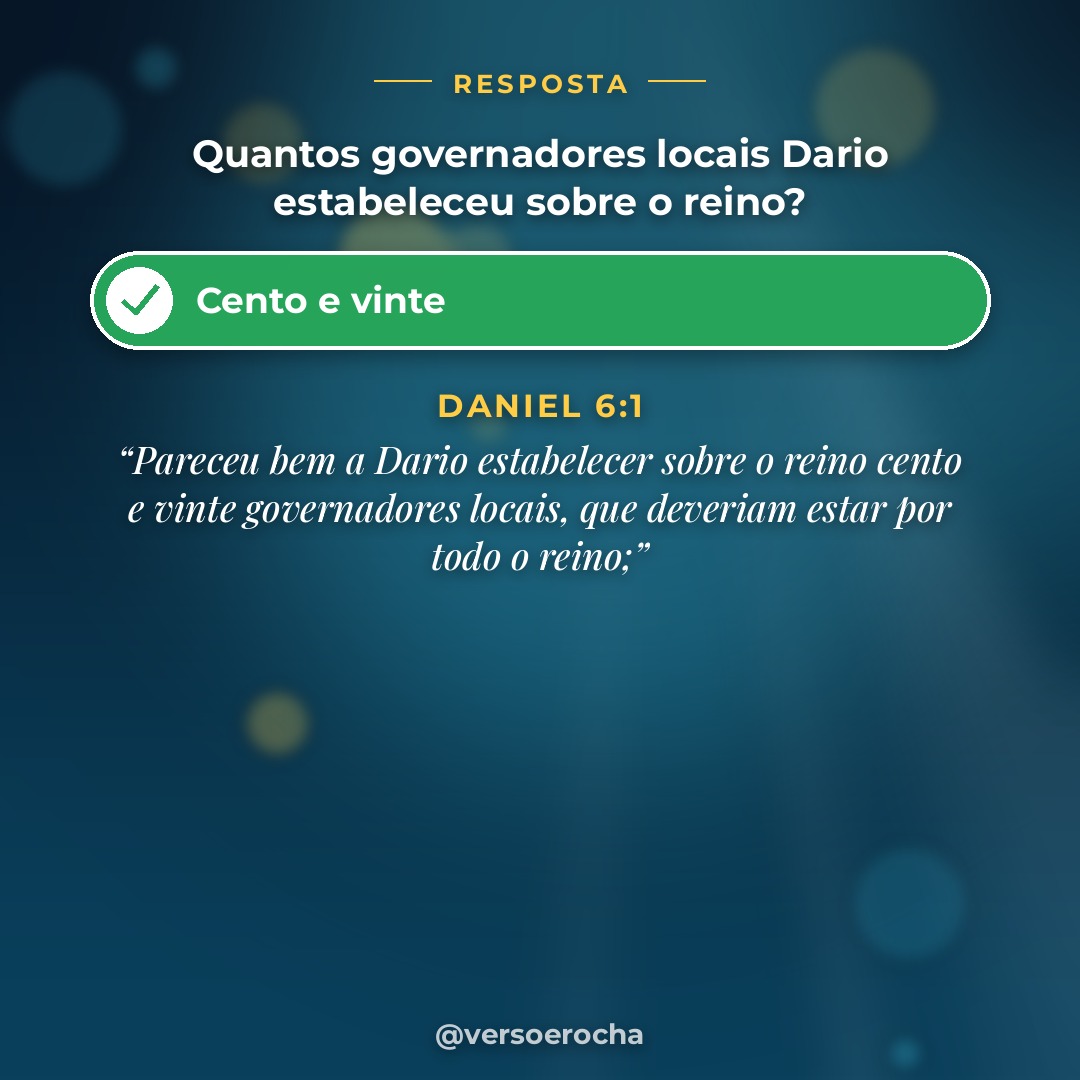 RESPOSTA
Quantos governadores locais Dario
estabeleceu sobre o reino?
Cento e vinte
DANIEL 6:1
“Pareceu bem a Dario estabelecer sobre o reino cento
e vinte governadores locais, que deveriam estar por
todo o reino;”
@versoerocha